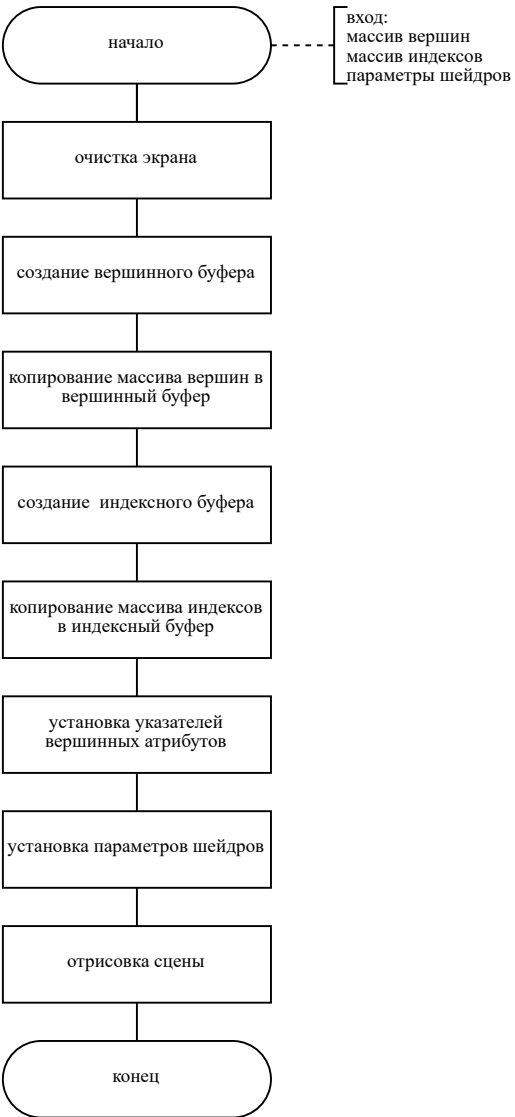 начало
вход:
массив вершин
массив индексов
параметры шейдров
очистка экрана
создание вершинного буфера
копирование массива вершин в
вершинный буфер
создание  индексного буфера
копирование массива индексов
в индексный буфер
установка указателей
вершинных атрибутов
установка параметров шейдров
отрисовка сцены
конец